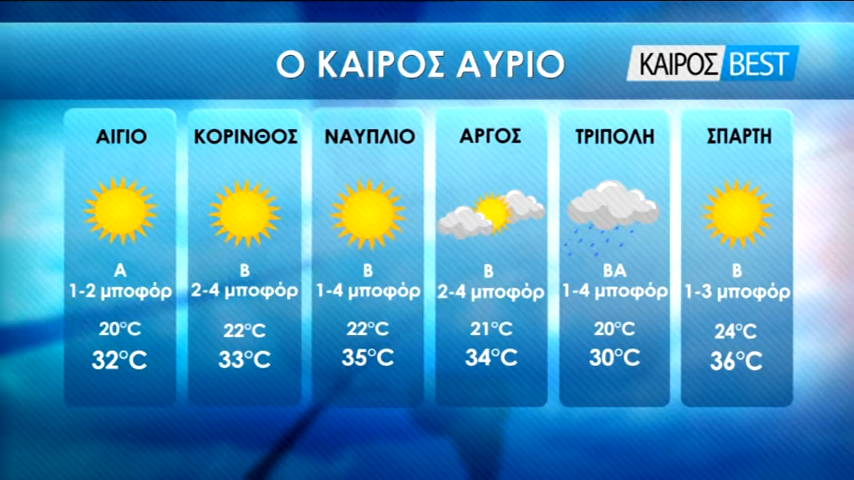 Ο ΚΑΙΡΟΣ ΑΥΡΙΟ
ΚΑΙΡΟΣ BEST
ΑΙΓΙΟ
Α
1-2 μποφόρ
20°C
32°C
ΚΟΡΙΝΘΟΣ
Β
2-4 μποφόρ
22°C
33°C
ΝΑΥΠΛΙΟ
Β
1-4 μποφόρ
22°C
35°C
ΑΡΓΟΣ
Β
2-4 μποφόρ
21°C
34°C
ΤΡΙΠΟΛΗ
ΒΑ
1-4 μποφόρ
20°C
30°C
ΣΠΑΡΤΗ
Β
1-3 μποφόρ
24°C
36°C